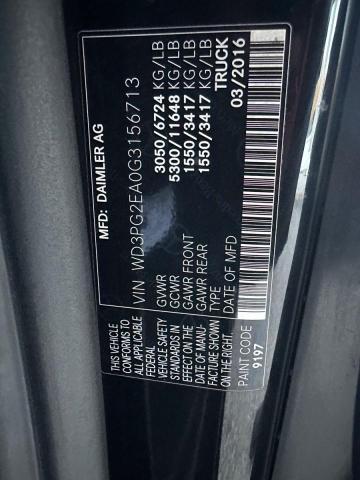 MFD: DAIMLER AG
VIN WD3PG2EA0G3156713
THIS VEHICLE
CONFORMS TO
ALL APPLICABLE
FEDERAL
VEHICLE SAFETY
STANDARDS IN
EFFECT ON THE
DATE OF MANU-
FACTURE SHOWN
ON THE RIGHT.
GVWR 3050/6724 KG/LB
GCWR 5300/11648 KG/LB
GAWR FRONT 1550/3417 KG/LB
GAWR REAR 1550/3417 KG/LB
TYPE TRUCK
DATE OF MFD 03/2016
PAINT CODE
9197